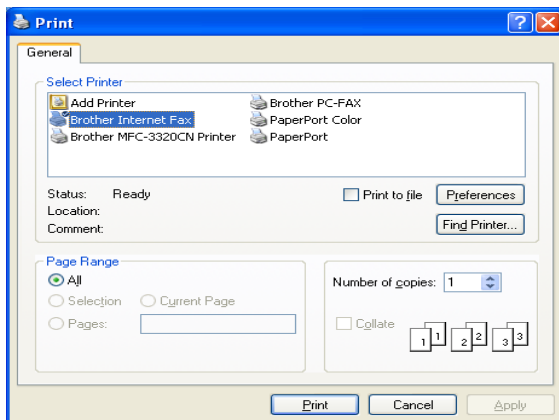 Print
General
Select Printer
Add Printer
Brother Internet Fax
Brother MFC-3320CN Printer
Brother PC-FAX
PaperPort Color
PaperPort
Status: Ready
Location:
Comment:
Print to file
Preferences
Find Printer...
Page Range
All
Selection Current Page
Pages:
Number of copies: 1
Collate
1 1 2 2 3 3
Print Cancel Apply